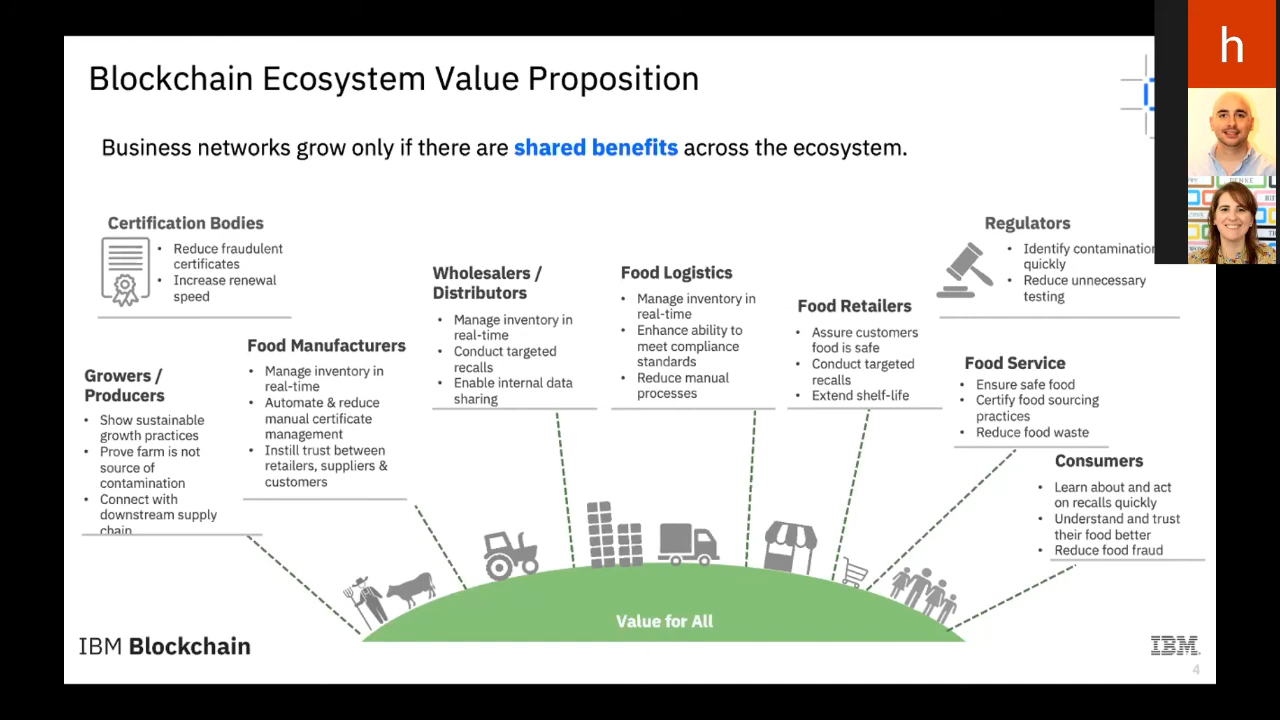 Blockchain Ecosystem Value Proposition
Business networks grow only if there are shared benefits across the ecosystem.
Certification Bodies
• Reduce fraudulent
certificates
• Increase renewal
speed
Growers /
Producers
• Show sustainable
growth practices
• Prove farm is not
source of
contamination
• Connect with
downstream supply
chain
Food Manufacturers
• Manage inventory in
real-time
• Automate & reduce
manual certificate
management
• Instill trust between
retailers, suppliers &
customers
Wholesalers /
Distributors
• Manage inventory in
real-time
• Conduct targeted
recalls
• Enable internal data
sharing
Food Logistics
• Manage inventory in
real-time
• Enhance ability to
meet compliance
standards
• Reduce manual
processes
Food Retailers
• Assure customers
food is safe
• Conduct targeted
recalls
• Extend shelf-life
Regulators
• Identify contamination
quickly
• Reduce unnecessary
testing
Food Service
• Ensure safe food
• Certify food sourcing
practices
• Reduce food waste
Consumers
• Learn about and act
on recalls quickly
• Understand and trust
their food better
• Reduce food fraud
Value for All
IBM Blockchain
IBM
4
h